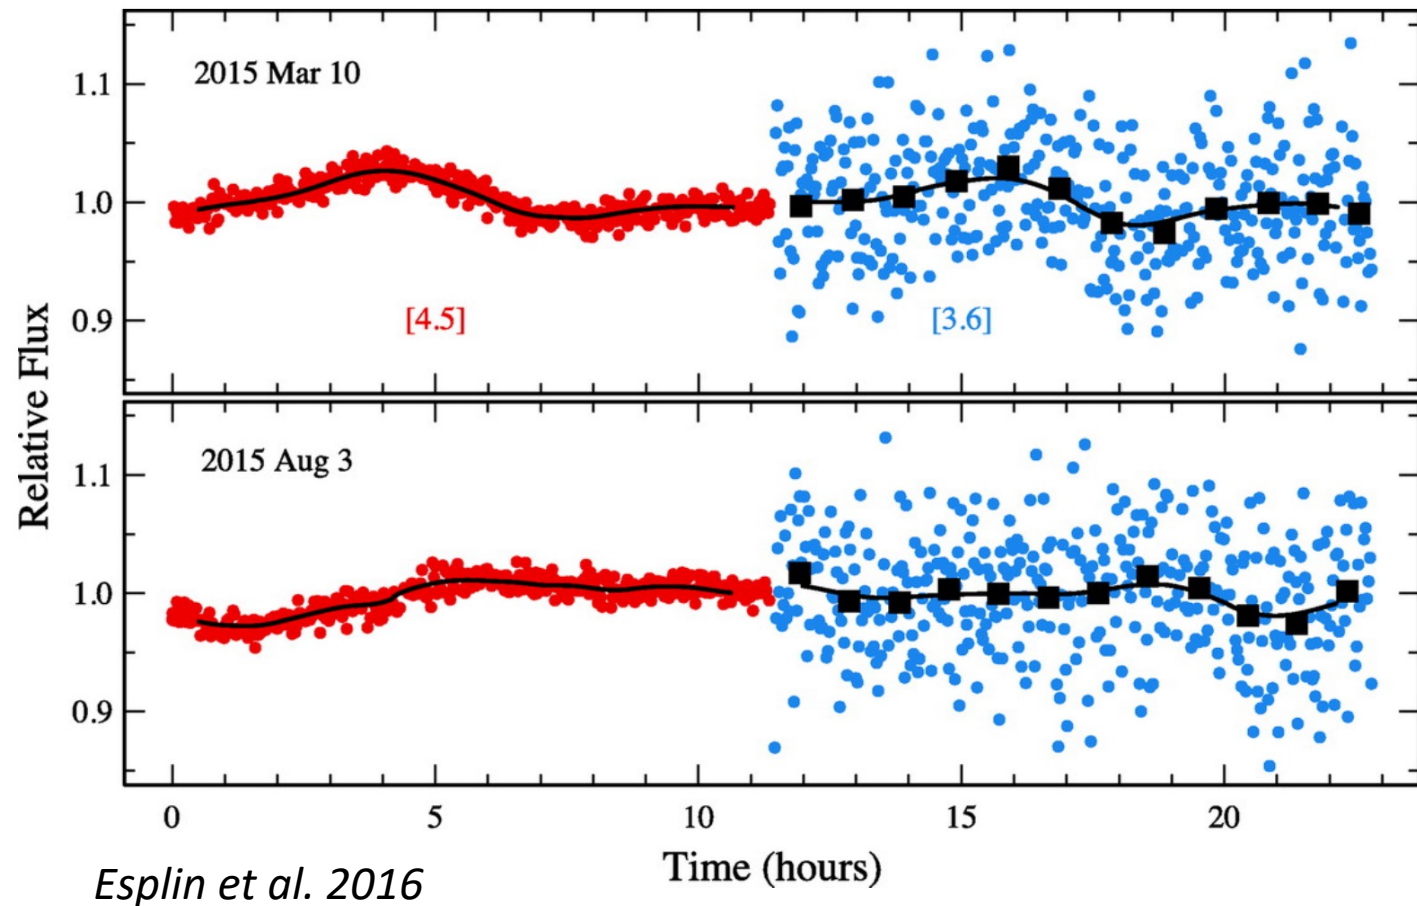 2015 Mar 10
1.1
1.0
0.9
[4.5]
[3.6]
Relative Flux
2015 Aug 3
1.1
1.0
0.9
0 5 10 15 20
Time (hours)
Esplin et al. 2016